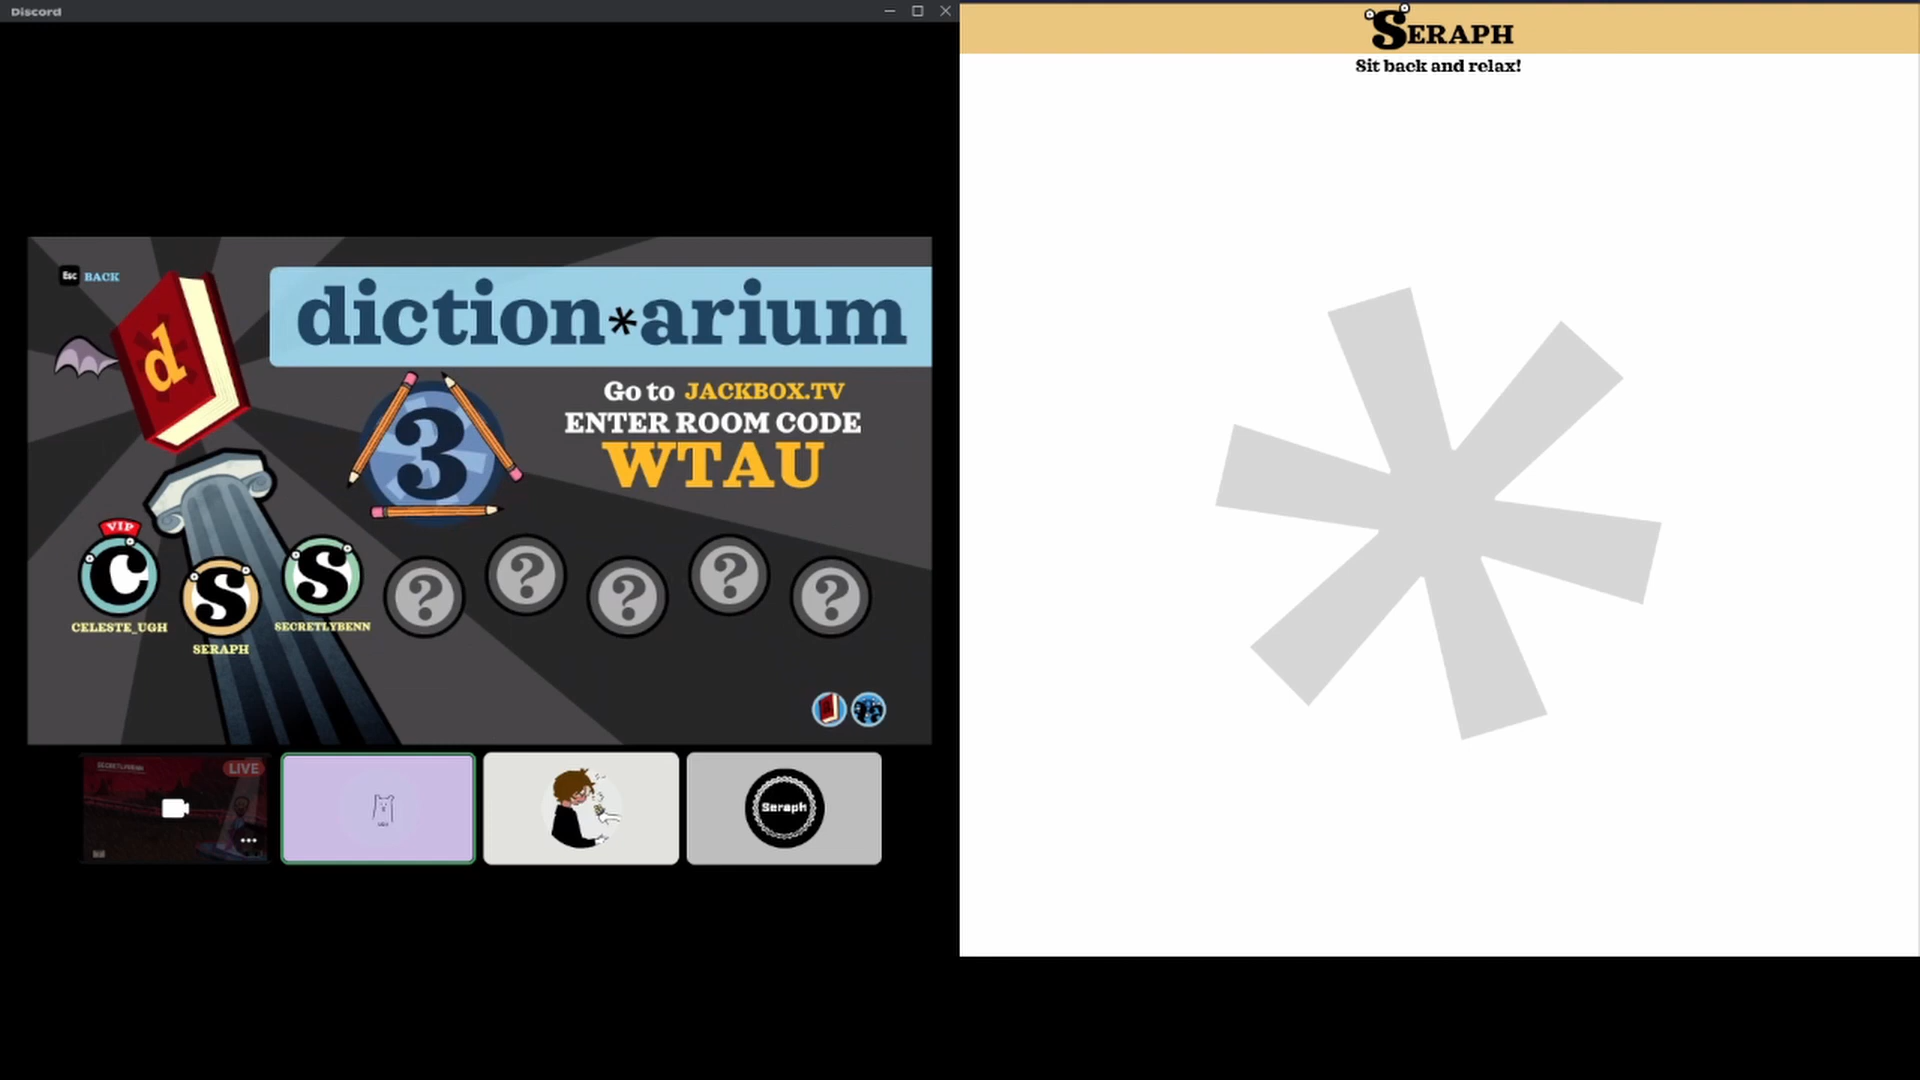 Discord
Esc BACK
d
diction*arium
Go to JACKBOX.TV
ENTER ROOM CODE
WTAU
3
VIP
C
S
S
? ? ? ? ?
CELESTE_UGH
SERAPH
SECRETLYBENN
SECRETLYBENN
LIVE
Seraph
SERAPH
Sit back and relax!